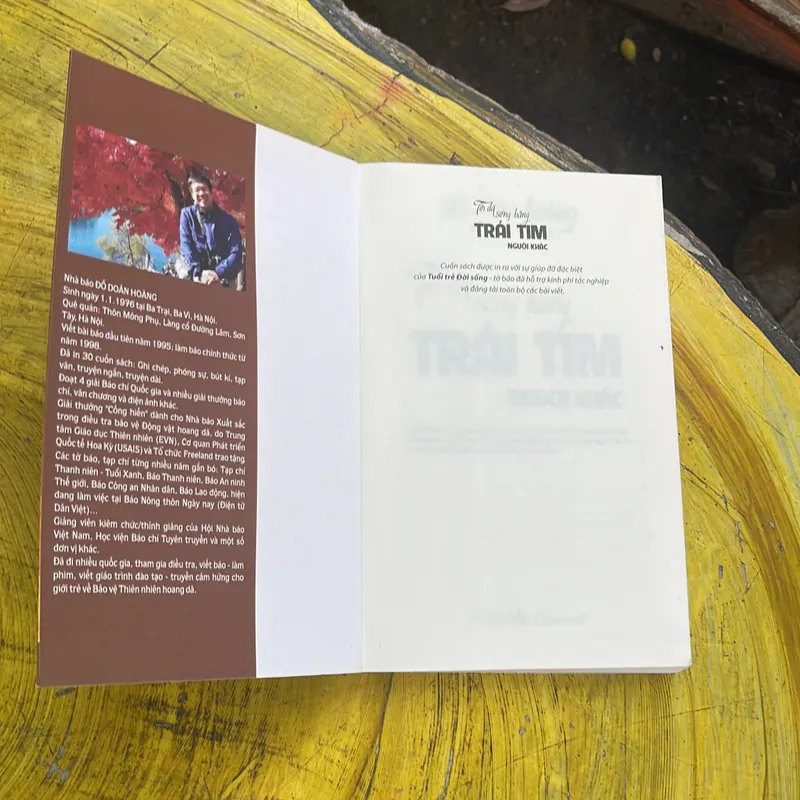 Nhà báo ĐỖ DOÃN HOÀNG
Sinh ngày 1.1.1976 tại Ba Trại, Ba Vì, Hà Nội.
Quê quán: Thôn Mông Phụ, Làng cổ Đường Lâm, Sơn
Tây, Hà Nội.
Viết bài báo đầu tiên năm 1995; làm báo chính thức từ
năm 1998.
Đã in 30 cuốn sách: Ghi chép, phóng sự, bút kí, tạp
văn, truyện ngắn, truyện dài.
Đoạt 4 giải Báo chí Quốc gia và nhiều giải thưởng báo
chí, văn chương và điện ảnh khác.
Giải thưởng "Cống hiến" dành cho Nhà báo Xuất sắc
trong điều tra bảo vệ Động vật hoang dã, do Trung
tâm Giáo dục Thiên nhiên (EVN), Cơ quan Phát triển
Quốc tế Hoa Kỳ (USAIS) và Tổ chức Freeland trao tặng
Các tờ báo, tạp chí từng nhiều năm gắn bó: Tạp chí
Thanh niên - Tuổi Xanh, Báo Thanh niên, Báo An ninh
Thế giới, Báo Công an Nhân dân, Báo Lao động, hiện
đang làm việc tại Báo Nông thôn Ngày nay (Điện tử
Dân Việt)...
Giảng viên kiêm chức/thỉnh giảng của Hội Nhà báo
Việt Nam, Học viện Báo chí Tuyên truyền và một số
đơn vị khác.
Đã đi nhiều quốc gia, tham gia điều tra, viết báo - làm
phim, viết giáo trình đào tạo - truyền cảm hứng cho
giới trẻ về Bảo vệ Thiên nhiên hoang dã.
Tôi đã sống bằng
TRÁI TIM
NGƯỜI KHÁC
Cuốn sách được in ra với sự giúp đỡ đặc biệt
của Tuổi trẻ Đời sống - tờ báo đã hỗ trợ kinh phí tác nghiệp
và đăng tải toàn bộ các bài viết.